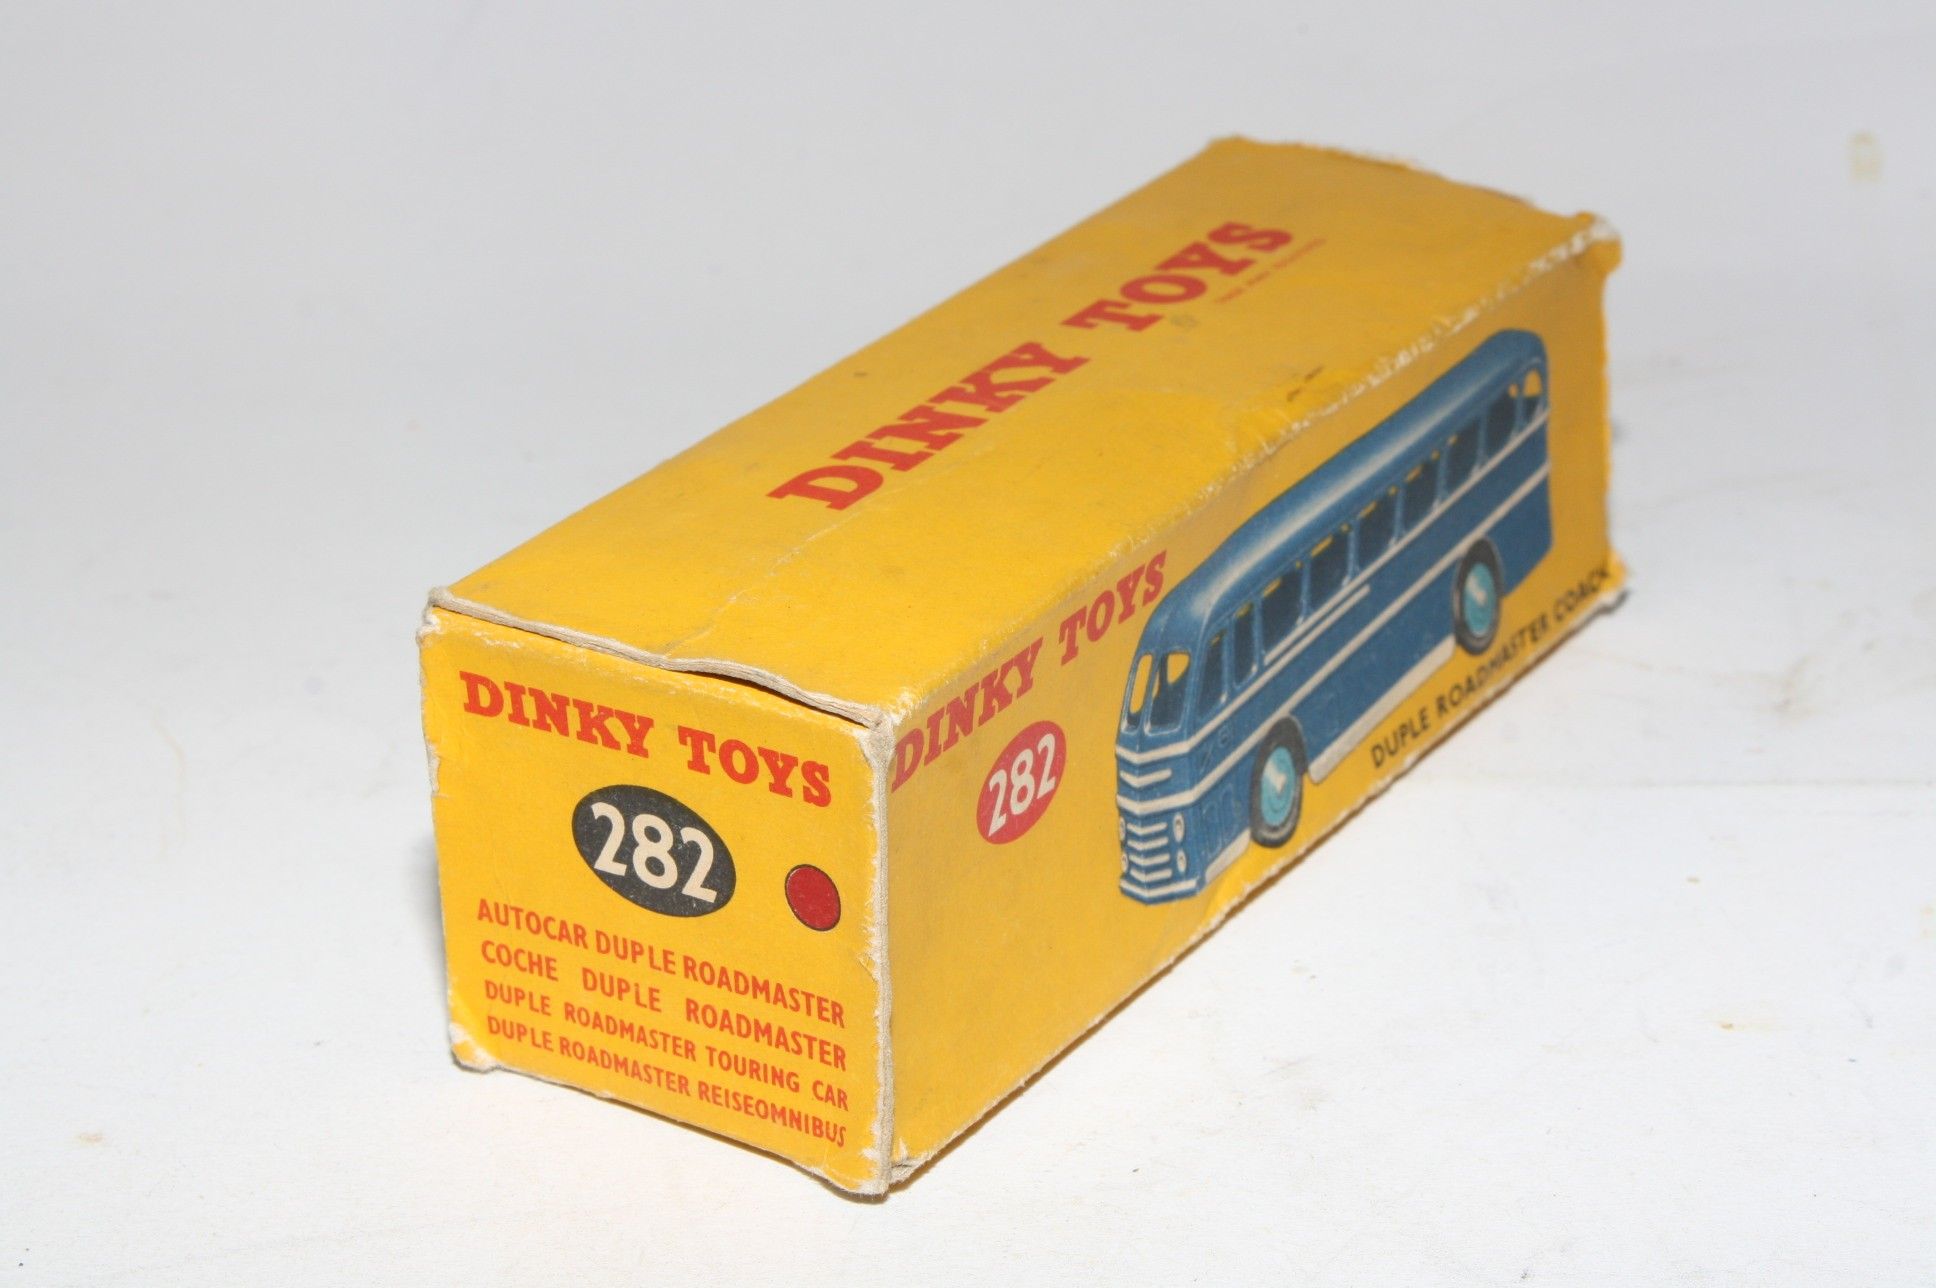 DINKY TOYS
DINKY TOYS
282
DUPLE ROADMASTER COACH
DINKY TOYS
282
AUTOCAR DUPLE ROADMASTER
COCHE DUPLE ROADMASTER
DUPLE ROADMASTER TOURING CAR
DUPLE ROADMASTER REISEOMNIBUS